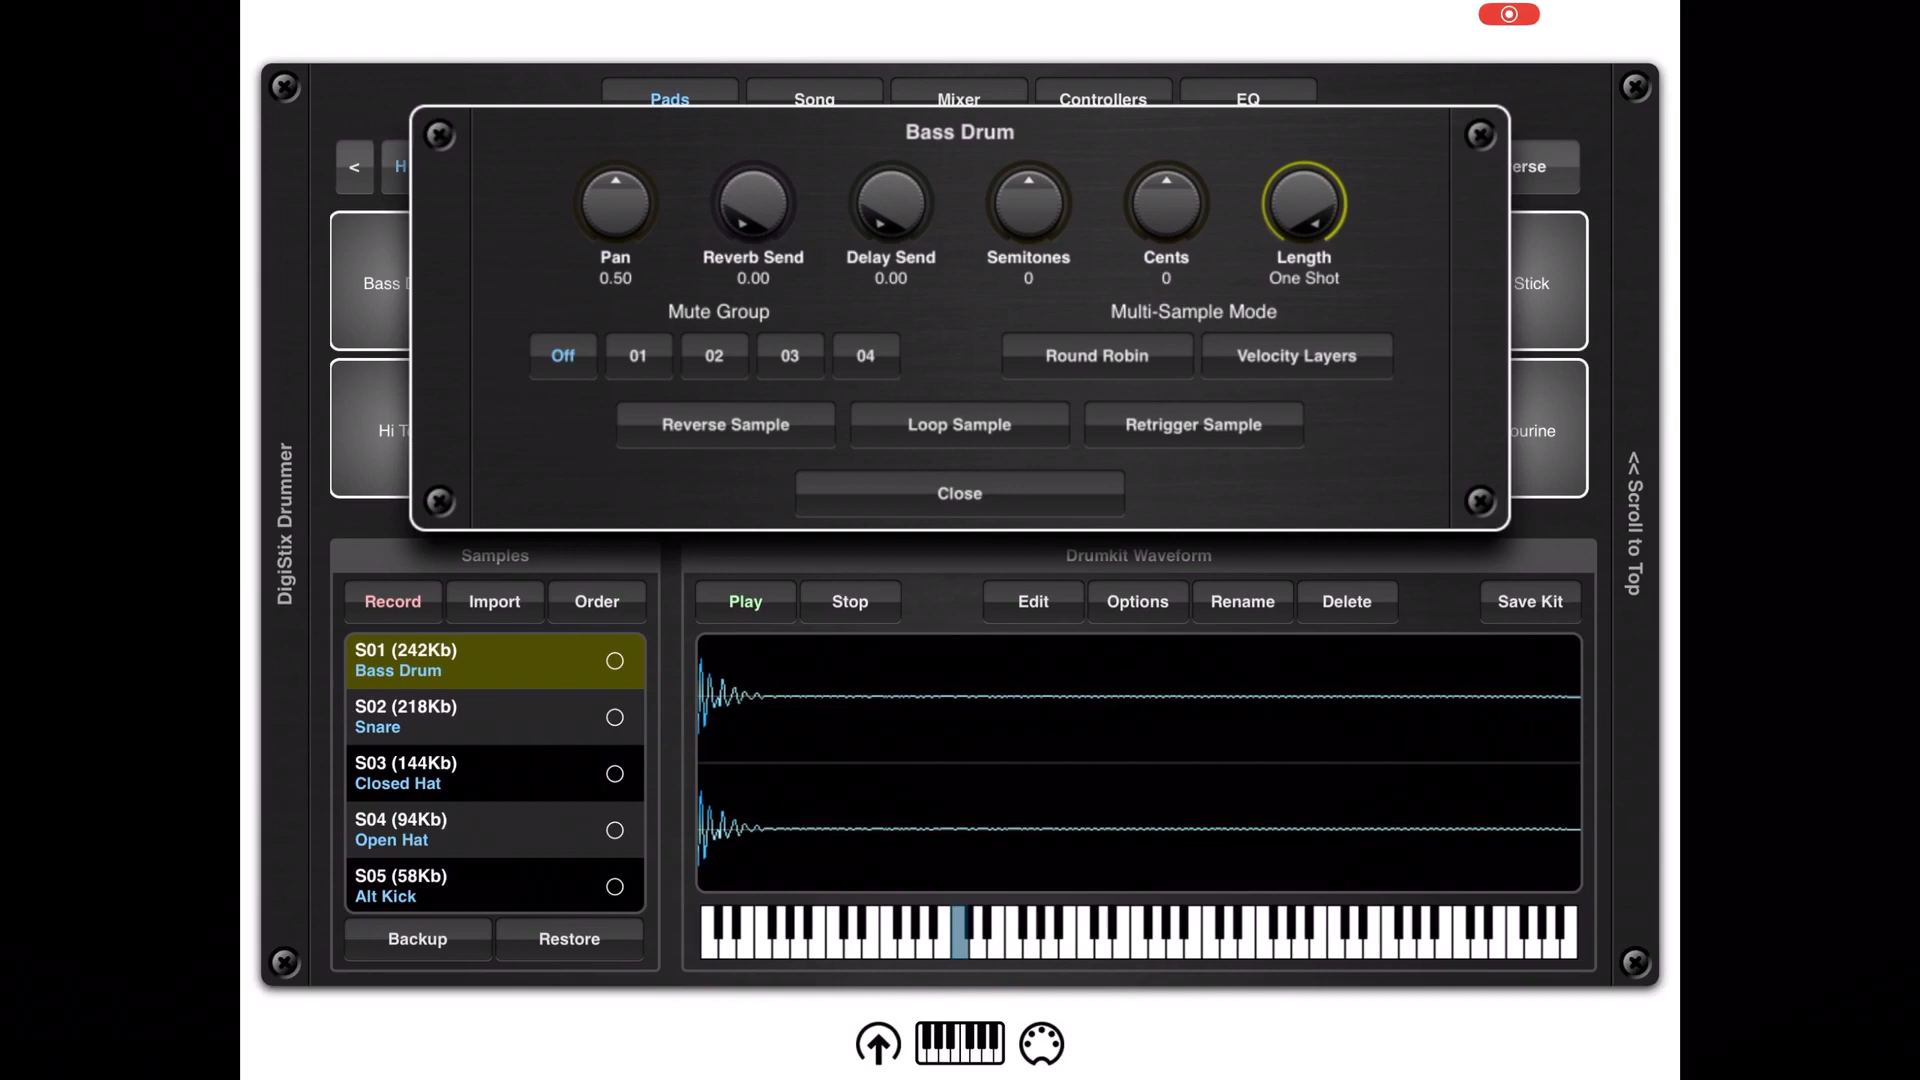 Pads Song Mixer Controllers EQ
Bass Drum
< H
erse
Pan Reverb Send Delay Send Semitones Cents Length
0.50 0.00 0.00 0 0 One Shot
Bass D
Stick
Mute Group Multi-Sample Mode
Off 01 02 03 04 Round Robin Velocity Layers
Reverse Sample Loop Sample Retrigger Sample
Hi T
ourine
Close
DigiStix Drummer
<< Scroll to Top
Samples Drumkit Waveform
Record Import Order Play Stop Edit Options Rename Delete Save Kit
S01 (242Kb)
Bass Drum
S02 (218Kb)
Snare
S03 (144Kb)
Closed Hat
S04 (94Kb)
Open Hat
S05 (58Kb)
Alt Kick
Backup Restore